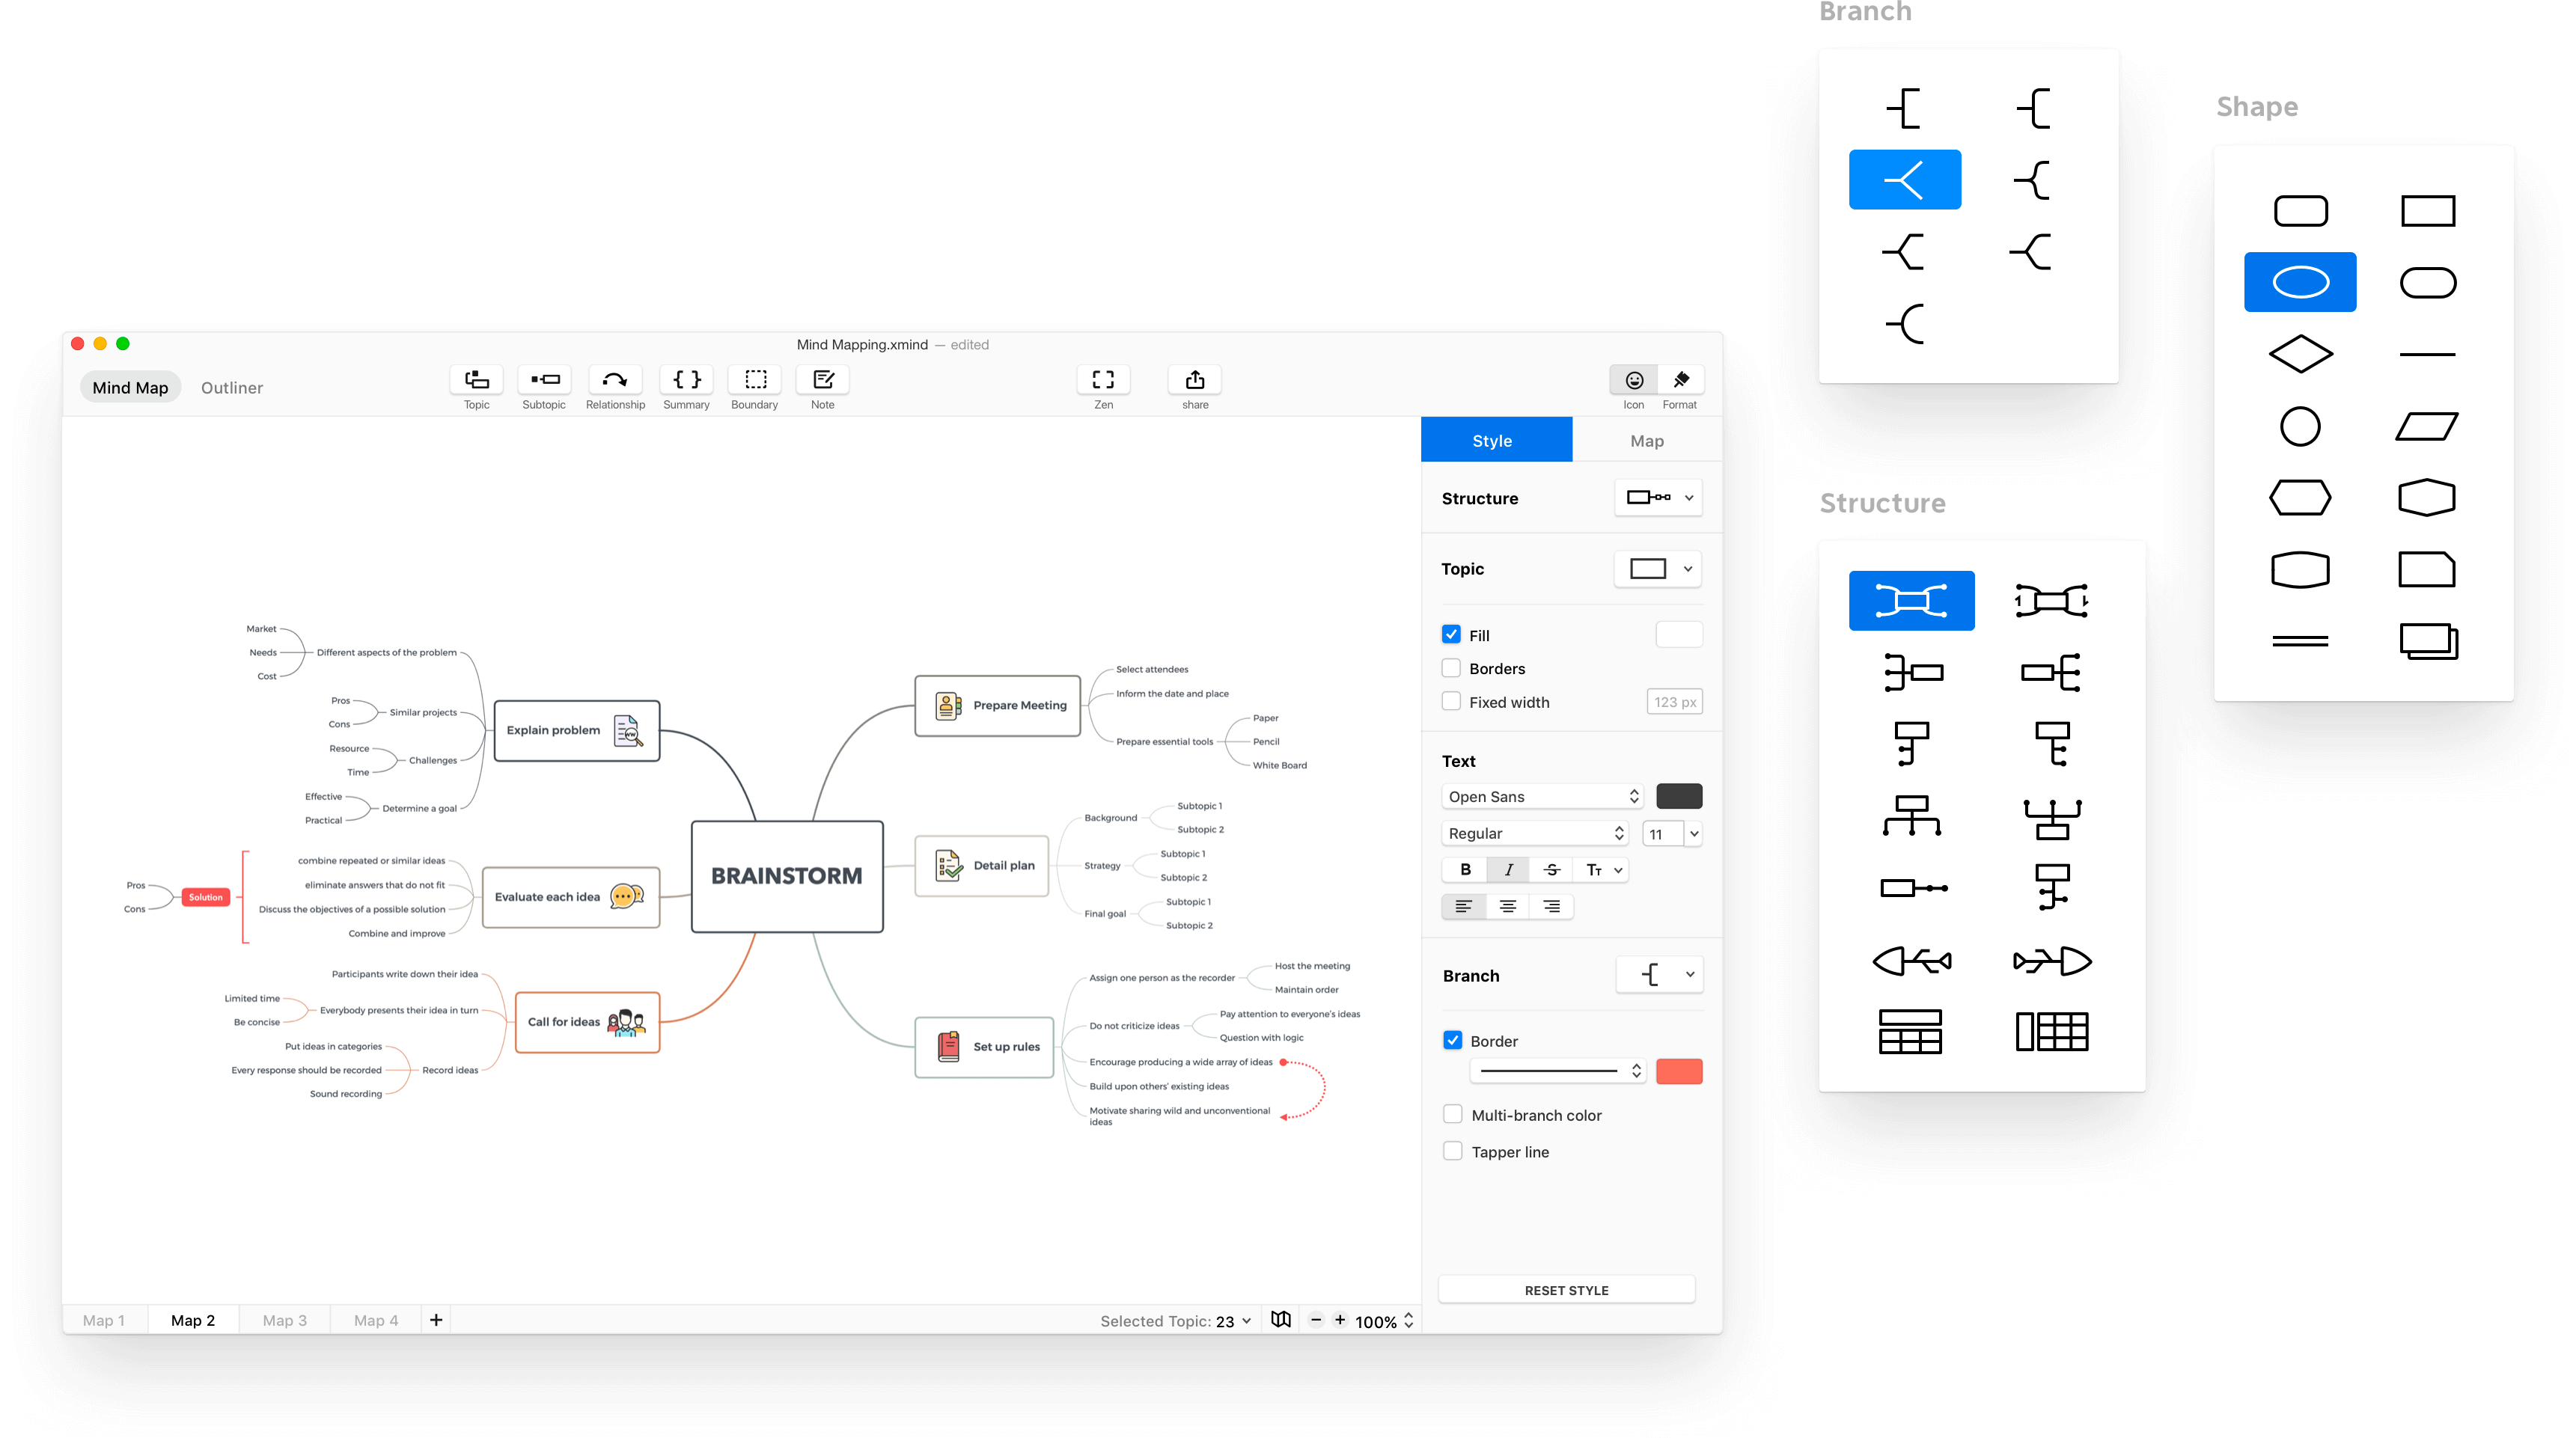 Branch
Shape
Mind Mapping.xmind — edited
Mind Map
Outliner
Topic
Subtopic
Relationship
Summary
Boundary
Note
Zen
share
Icon
Format
Market
Needs
Cost
Different aspects of the problem
Pros
Cons
Similar projects
Resource
Time
Challenges
Effective
Practical
Determine a goal
Explain problem
combine repeated or similar ideas
eliminate answers that do not fit
Discuss the objectives of a possible solution
Combine and improve
Pros
Cons
Solution
Evaluate each idea
Participants write down their idea
Limited time
Be concise
Everybody presents their idea in turn
Put ideas in categories
Every response should be recorded
Sound recording
Record ideas
Call for ideas
BRAINSTORM
Prepare Meeting
Select attendees
Inform the date and place
Prepare essential tools
Paper
Pencil
White Board
Detail plan
Background
Subtopic 1
Subtopic 2
Strategy
Subtopic 1
Subtopic 2
Final goal
Subtopic 1
Subtopic 2
Set up rules
Assign one person as the recorder
Host the meeting
Maintain order
Do not criticize ideas
Pay attention to everyone's ideas
Question with logic
Encourage producing a wide array of ideas
Build upon others' existing ideas
Motivate sharing wild and unconventional
ideas
Style
Map
Structure
Topic
Fill
Borders
Fixed width
123 px
Text
Open Sans
Regular
11
B I S TT
Branch
Border
Multi-branch color
Tapper line
RESET STYLE
Map 1
Map 2
Map 3
Map 4
+
Selected Topic: 23
100%
Structure